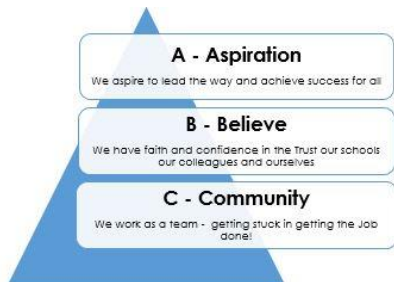 A - Aspiration
We aspire to lead the way and achieve success for all
B - Believe
We have faith and confidence in the Trust our schools
our colleagues and ourselves
C - Community
We work as a team - getting stuck in getting the Job
done!